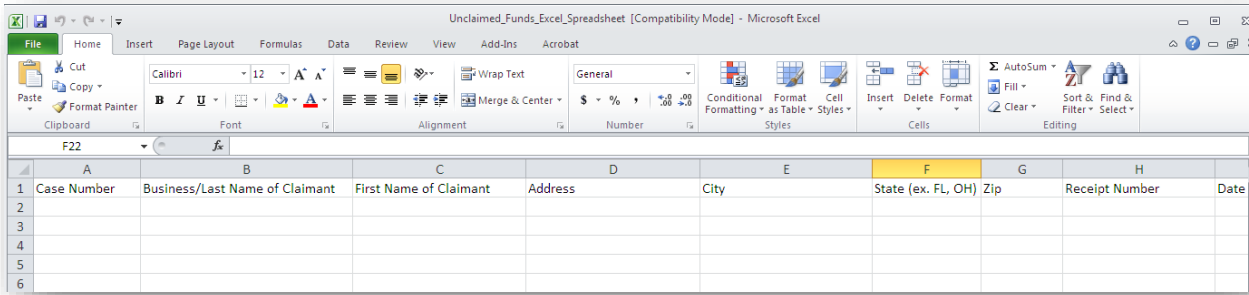 Unclaimed_Funds_Excel_Spreadsheet [Compatibility Mode] - Microsoft Excel
File Home Insert Page Layout Formulas Data Review View Add-Ins Acrobat
Cut
Copy
Format Painter
Paste
Clipboard
Calibri 12 A A
B I U A
Font
Wrap Text
Merge & Center
Alignment
General
$ % , .0 .00 .00 .0
Number
Conditional Formatting
Format as Table
Cell Styles
Styles
Insert Delete Format
Cells
Σ AutoSum
Fill
Clear
Sort & Filter
Find & Select
Editing
F22 fx
A B C D E F G H
1 Case Number Business/Last Name of Claimant First Name of Claimant Address City State (ex. FL, OH) Zip Receipt Number Date
2
3
4
5
6